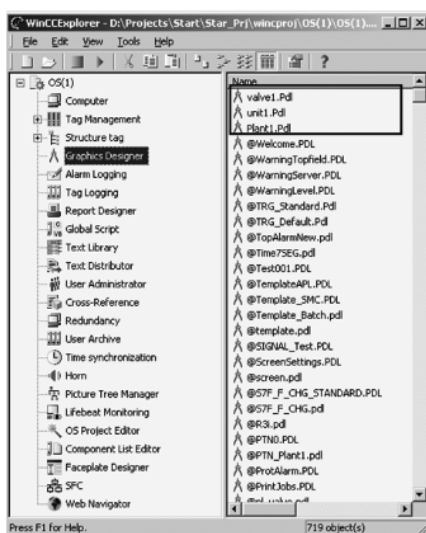 WinCCExplorer - D:\Projects\Start\Star_Prj\wincproj\OS(1)\OS(1)....
File Edit View Tools Help
OS(1)
Computer
Tag Management
Structure tag
Graphics Designer
Alarm Logging
Tag Logging
Report Designer
Global Script
Text Library
Text Distributor
User Administrator
Cross-Reference
Redundancy
User Archive
Time synchronization
Horn
Picture Tree Manager
Lifebeat Monitoring
OS Project Editor
Component List Editor
Faceplate Designer
SFC
Web Navigator
Name
valve1.Pdl
unit1.Pdl
Plant1.Pdl
@Welcome.PDL
@WarningTopfield.PDL
@WarningServer.PDL
@WarningLevel.PDL
@TRG_Standard.Pdl
@TRG_Default.Pdl
@TopAlarmNew.pdl
@Time7SEG.pdl
@Test001.PDL
@TemplateAPL.PDL
@Template_SMC.PDL
@Template_Batch.pdl
@template.pdl
@SIGNAL_Test.PDL
@ScreenSettings.PDL
@screen.pdl
@S7F_F_CHG_STANDARD.PDL
@S7F_F_CHG.pdl
@R3i.pdl
@PTN0.PDL
@PTN_Plant1.pdl
@ProtAlarm.PDL
@PrintJobs.PDL
Press F1 for Help.
719 object(s)